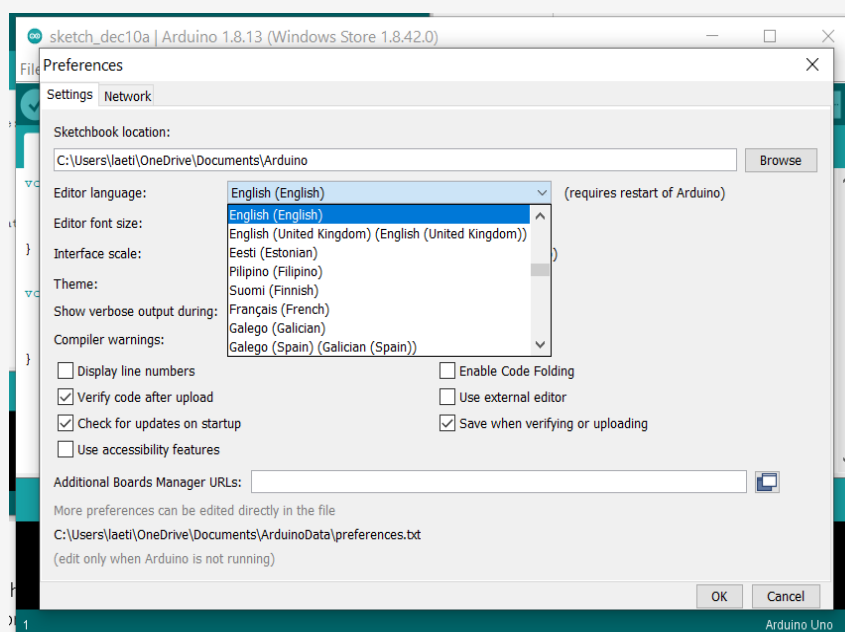 sketch_dec10a | Arduino 1.8.13 (Windows Store 1.8.42.0)
File
Preferences
Settings Network
Sketchbook location:
C:\Users\laeti\OneDrive\Documents\Arduino Browse
Editor language: English (English) (requires restart of Arduino)
Editor font size: English (English)
English (United Kingdom) (English (United Kingdom))
Interface scale: Eesti (Estonian) )
Pilipino (Filipino)
Theme: Suomi (Finnish)
Show verbose output during: Français (French)
Galego (Galician)
Compiler warnings: Galego (Spain) (Galician (Spain))
}
}
Display line numbers Enable Code Folding
Verify code after upload Use external editor
Check for updates on startup Save when verifying or uploading
Use accessibility features
Additional Boards Manager URLs:
More preferences can be edited directly in the file
C:\Users\laeti\OneDrive\Documents\ArduinoData\preferences.txt
(edit only when Arduino is not running)
OK Cancel
1 Arduino Uno